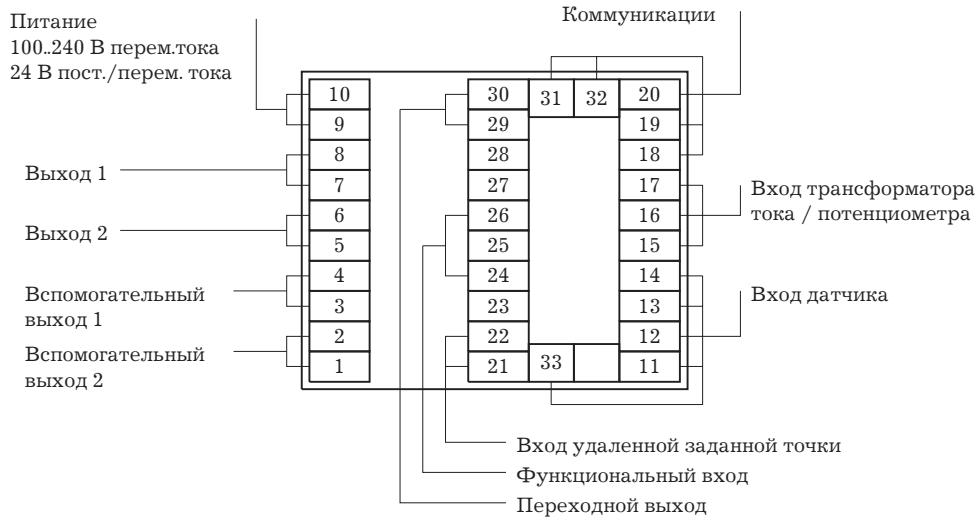 Питание
100..240 В перем.тока
24 В пост./перем. тока
Коммуникации
10
9
8
7
6
5
4
3
2
1
30
29
28
27
26
25
24
23
22
21
31
32
33
20
19
18
17
16
15
14
13
12
11
Выход 1
Выход 2
Вспомогательный
выход 1
Вспомогательный
выход 2
Вход трансформатора
тока / потенциометра
Вход датчика
Вход удаленной заданной точки
Функциональный вход
Переходной выход